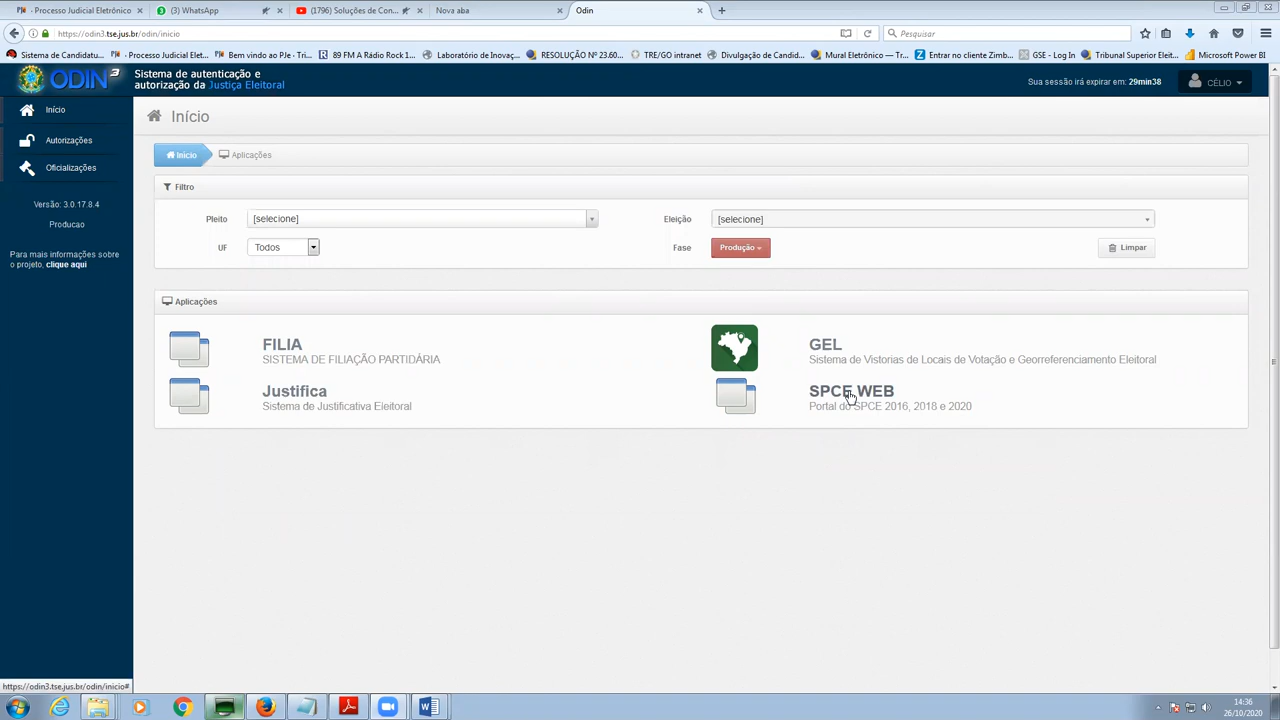 - Processo Judicial Eletrônico
(3) WhatsApp
(1796) Soluções de Con...
Nova aba
Odin
https://odin3.tse.jus.br/odin/inicio
Pesquisar
Sistema de Candidatu...
- Processo Judicial Elet...
Bem vindo ao PJe - Tri...
89 FM A Rádio Rock 1...
Laboratório de Inovaç...
RESOLUÇÃO Nº 23.60...
TRE/GO intranet
Divulgação de Candid...
Mural Eletrônico — Tr...
Entrar no cliente Zimb...
GSE - Log In
Tribunal Superior Eleit...
Microsoft Power BI
ODIN 3
Sistema de autenticação e
autorização da Justiça Eleitoral
Sua sessão irá expirar em: 29min38
CÉLIO
Início
Autorizações
Oficializações
Versão: 3.0.17.8.4
Producao
Para mais informações sobre
o projeto, clique aqui
Início
Início
Aplicações
Filtro
Pleito
[selecione]
Eleição
[selecione]
UF
Todos
Fase
Produção
Limpar
Aplicações
FILIA
SISTEMA DE FILIAÇÃO PARTIDÁRIA
GEL
Sistema de Vistorias de Locais de Votação e Georreferenciamento Eleitoral
Justifica
Sistema de Justificativa Eleitoral
SPCE WEB
Portal do SPCE 2016, 2018 e 2020
https://odin3.tse.jus.br/odin/inicio#
14:36
26/10/2020